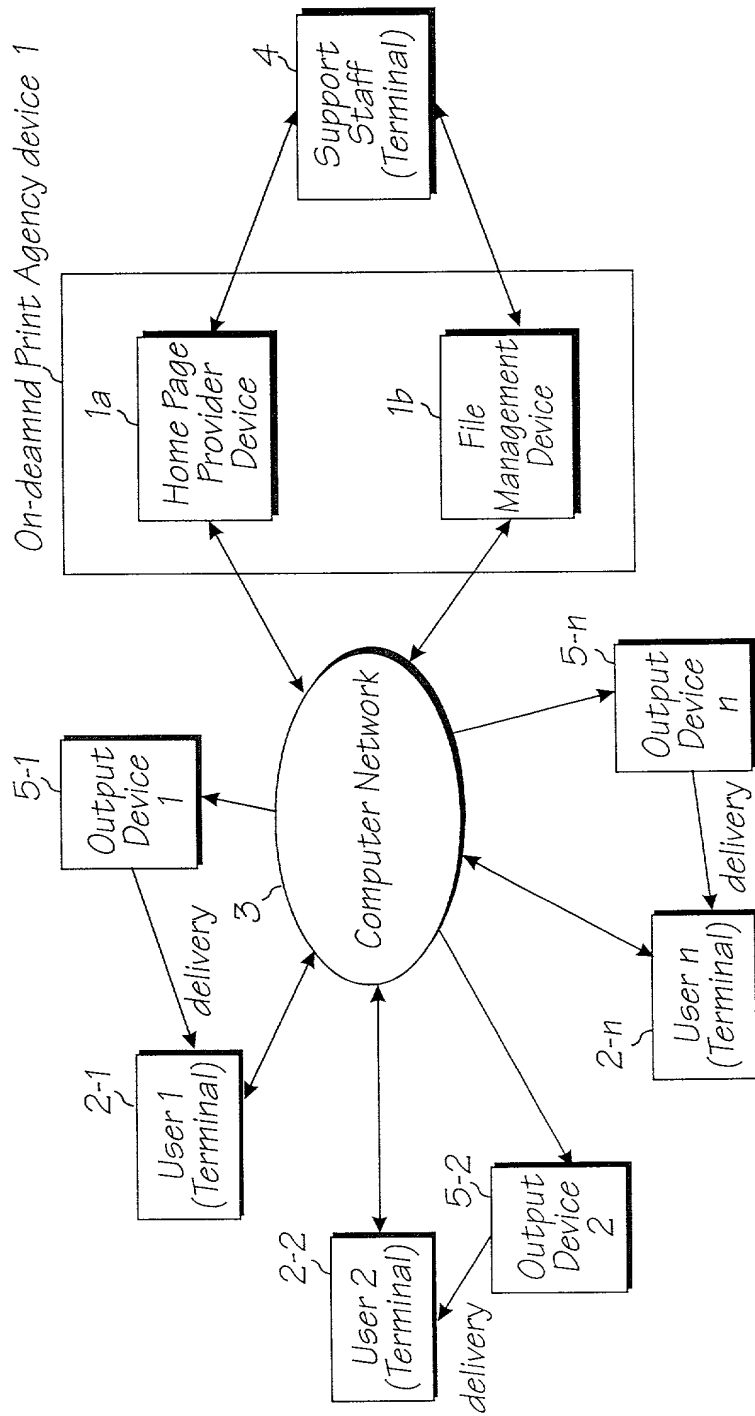 On-deamnd Print Agency device 1
4
Support
Staff
(Terminal)
1a
Home Page
Provider
Device
1b
File
Management
Device
3
Computer Network
5-1
Output
Device
1
delivery
2-1
User 1
(Terminal)
2-2
User 2
(Terminal)
delivery
5-2
Output
Device
2
2-n
User n
(Terminal)
delivery
5-n
Output
Device
n